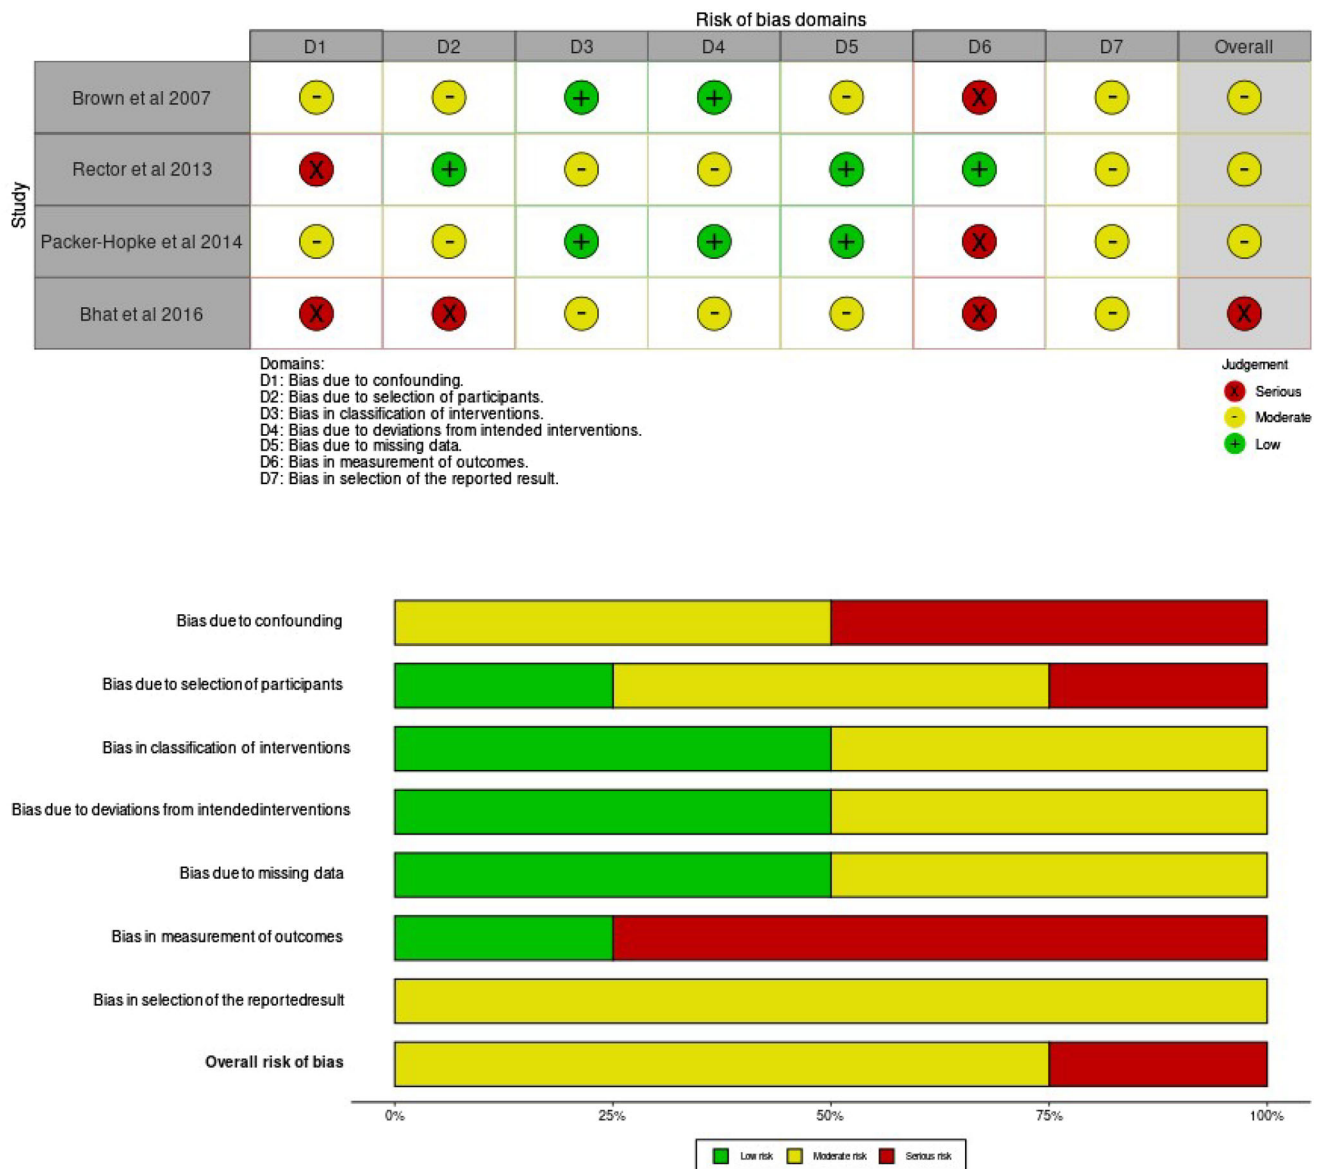 Risk of bias domains
D1 D2 D3 D4 D5 D6 D7 Overall
Study
Brown et al 2007 - - + + - X - -
Rector et al 2013 X + - - + + - -
Packer-Hopke et al 2014 - - + + + X - -
Bhat et al 2016 X X - - - X - X
Domains:
D1: Bias due to confounding.
D2: Bias due to selection of participants.
D3: Bias in classification of interventions.
D4: Bias due to deviations from intended interventions.
D5: Bias due to missing data.
D6: Bias in measurement of outcomes.
D7: Bias in selection of the reported result.
Judgement
X Serious
- Moderate
+ Low
Bias due to confounding
Bias due to selection of participants
Bias in classification of interventions
Bias due to deviations from intendedinterventions
Bias due to missing data
Bias in measurement of outcomes
Bias in selection of the reportedresult
Overall risk of bias
0% 25% 50% 75% 100%
Low risk Moderate risk Serious risk